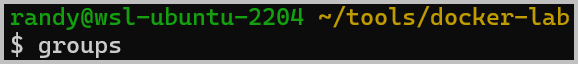 randy@wsl-ubuntu-2204 ~/tools/docker-lab
$ groups